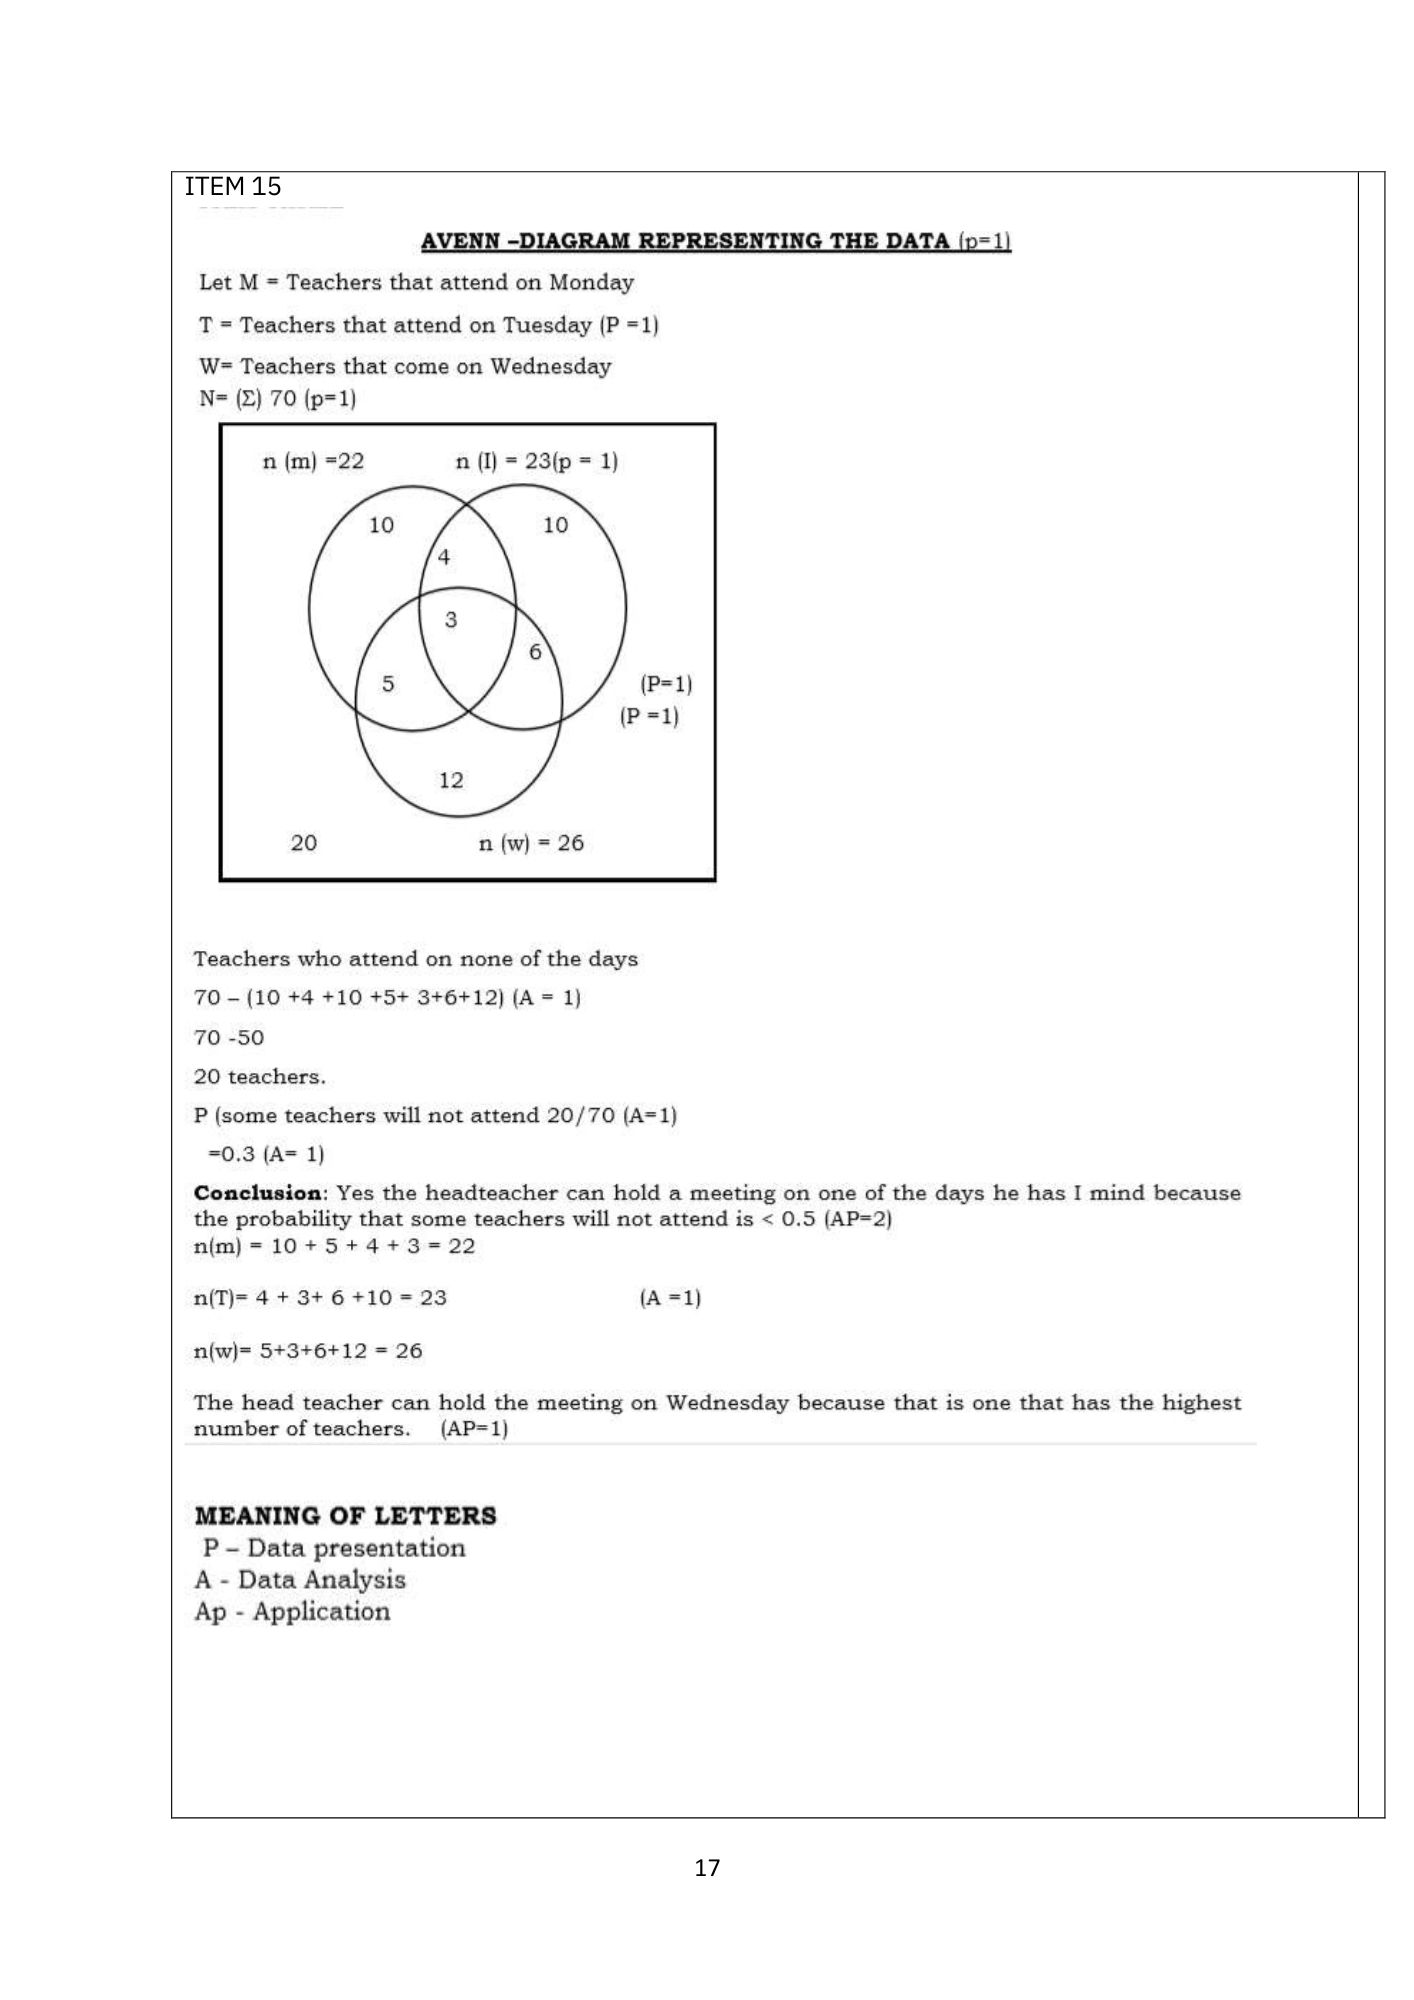 ITEM 15
AVENN –DIAGRAM REPRESENTING THE DATA (p=1)
Let M = Teachers that attend on Monday
T = Teachers that attend on Tuesday (P =1)
W= Teachers that come on Wednesday
N= (Σ) 70 (p=1)
n (m) =22 n (I) = 23(p = 1)
10 10
4
3
6
5 (P=1)
(P =1)
12
20 n (w) = 26
Teachers who attend on none of the days
70 – (10 +4 +10 +5+ 3+6+12) (A = 1)
70 -50
20 teachers.
P (some teachers will not attend 20/70 (A=1)
=0.3 (A= 1)
Conclusion: Yes the headteacher can hold a meeting on one of the days he has I mind because
the probability that some teachers will not attend is < 0.5 (AP=2)
n(m) = 10 + 5 + 4 + 3 = 22
n(T)= 4 + 3+ 6 +10 = 23 (A =1)
n(w)= 5+3+6+12 = 26
The head teacher can hold the meeting on Wednesday because that is one that has the highest
number of teachers. (AP=1)
MEANING OF LETTERS
P – Data presentation
A - Data Analysis
Ap - Application
17